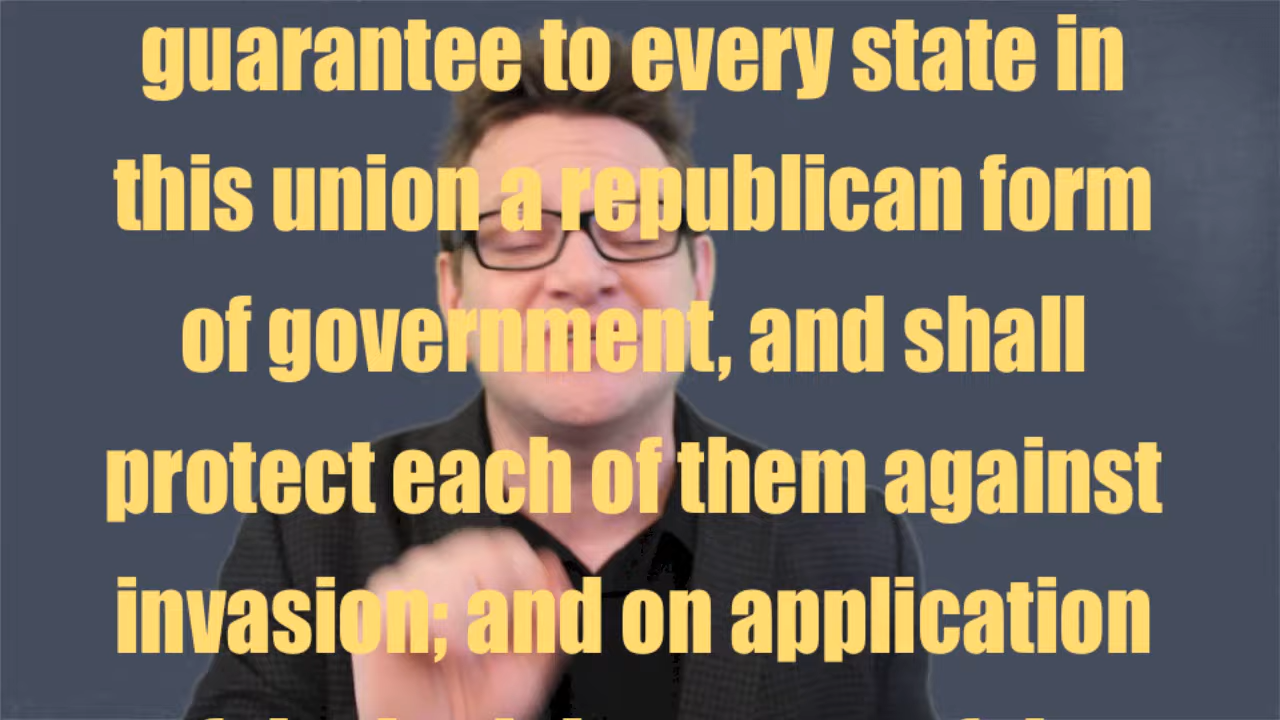 guarantee to every state in
this union a republican form
of government, and shall
protect each of them against
invasion; and on application